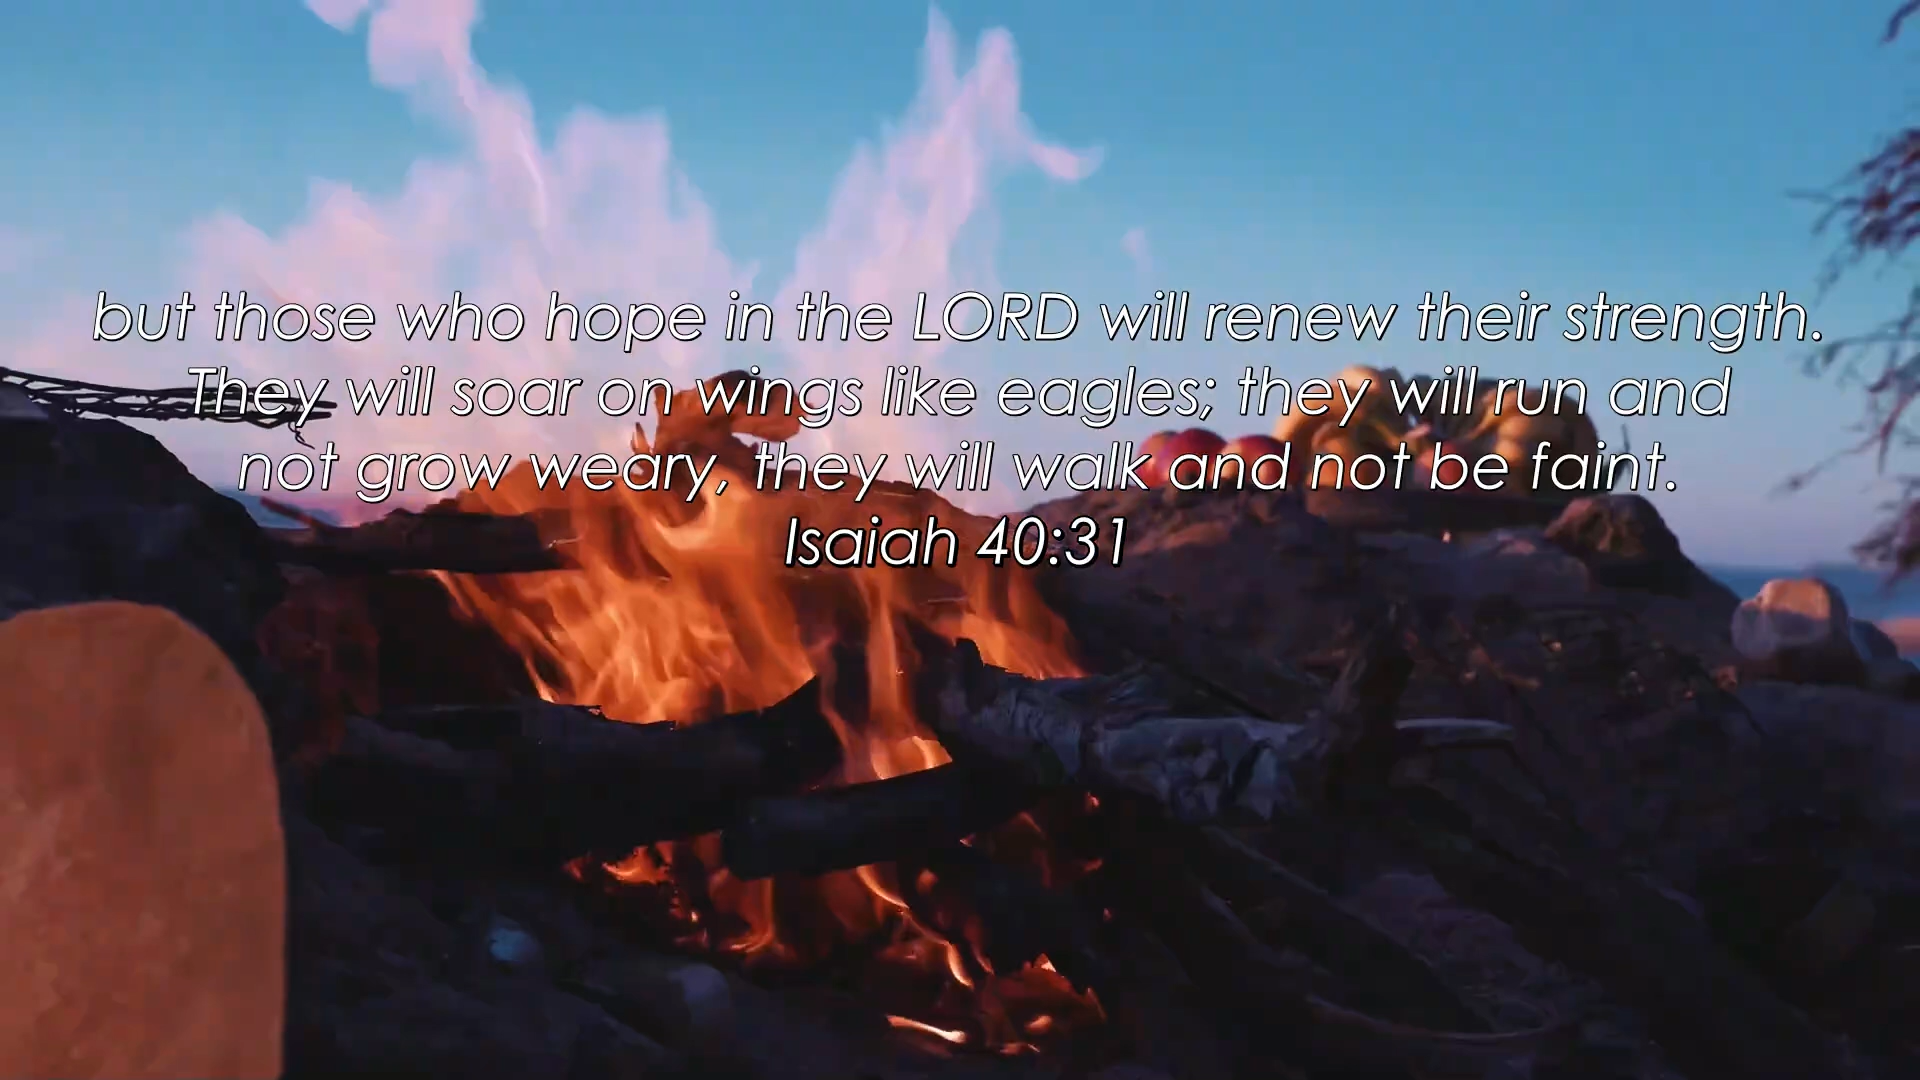 but those who hope in the LORD will renew their strength.
They will soar on wings like eagles; they will run and
not grow weary, they will walk and not be faint.
Isaiah 40:31